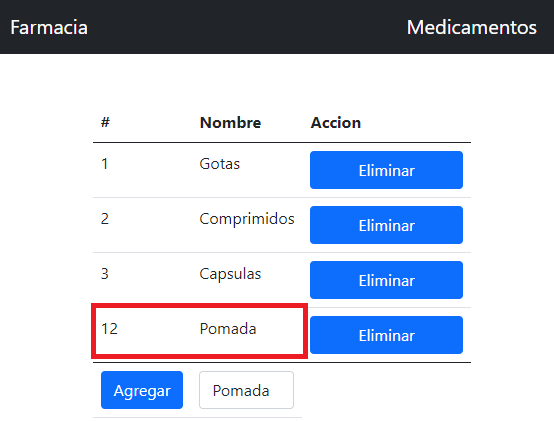 Farmacia Medicamentos
# Nombre Accion
1 Gotas Eliminar
2 Comprimidos Eliminar
3 Capsulas Eliminar
12 Pomada Eliminar
Agregar Pomada